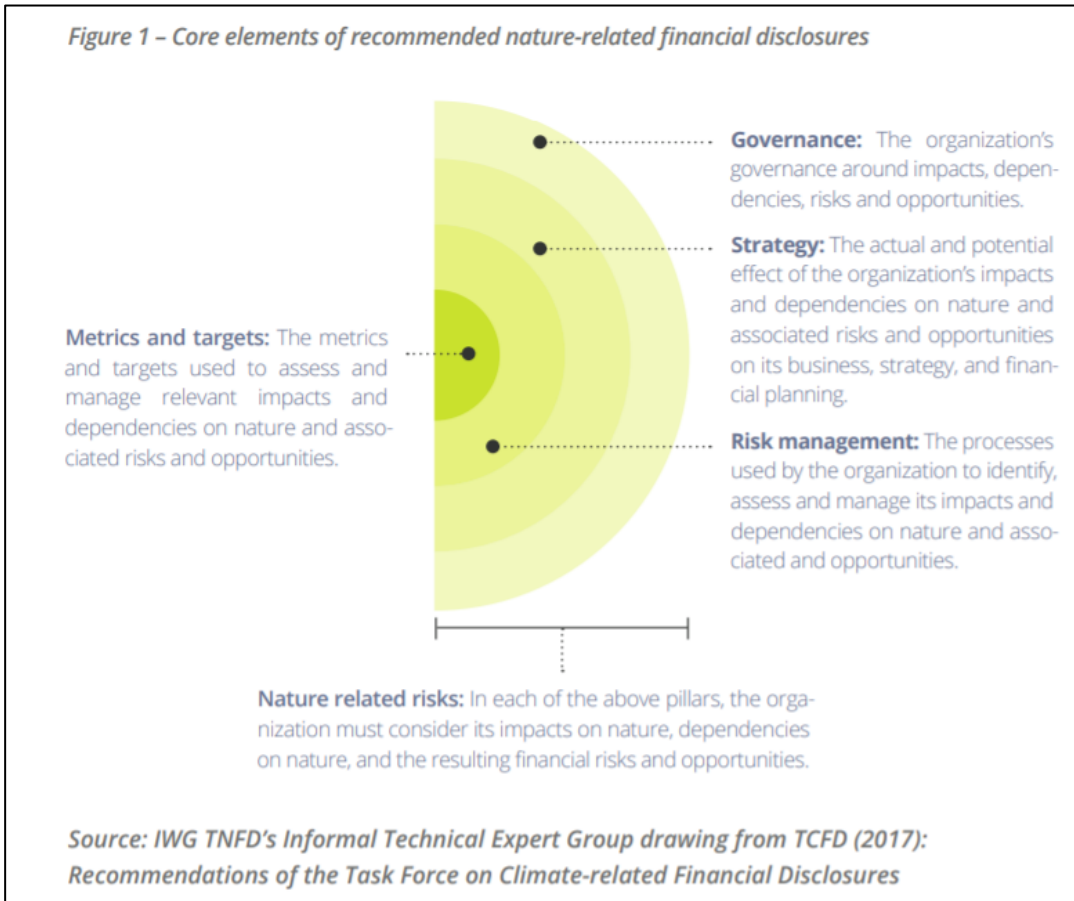 Figure 1 – Core elements of recommended nature-related financial disclosures
Governance: The organization's
governance around impacts, depen-
dencies, risks and opportunities.
Strategy: The actual and potential
effect of the organization's impacts
and dependencies on nature and
associated risks and opportunities
on its business, strategy, and finan-
cial planning.
Metrics and targets: The metrics
and targets used to assess and
manage relevant impacts and
dependencies on nature and asso-
ciated risks and opportunities.
Risk management: The processes
used by the organization to identify,
assess and manage its impacts and
dependencies on nature and asso-
ciated and opportunities.
Nature related risks: In each of the above pillars, the orga-
nization must consider its impacts on nature, dependencies
on nature, and the resulting financial risks and opportunities.
Source: IWG TNFD's Informal Technical Expert Group drawing from TCFD (2017):
Recommendations of the Task Force on Climate-related Financial Disclosures